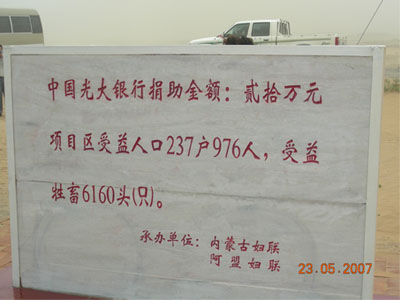 中国光大银行捐助金额：贰拾万元
项目区受益人口237户976人，受益
牲畜6160头(只)。
承办单位：内蒙古妇联
阿盟妇联
23.05.2007